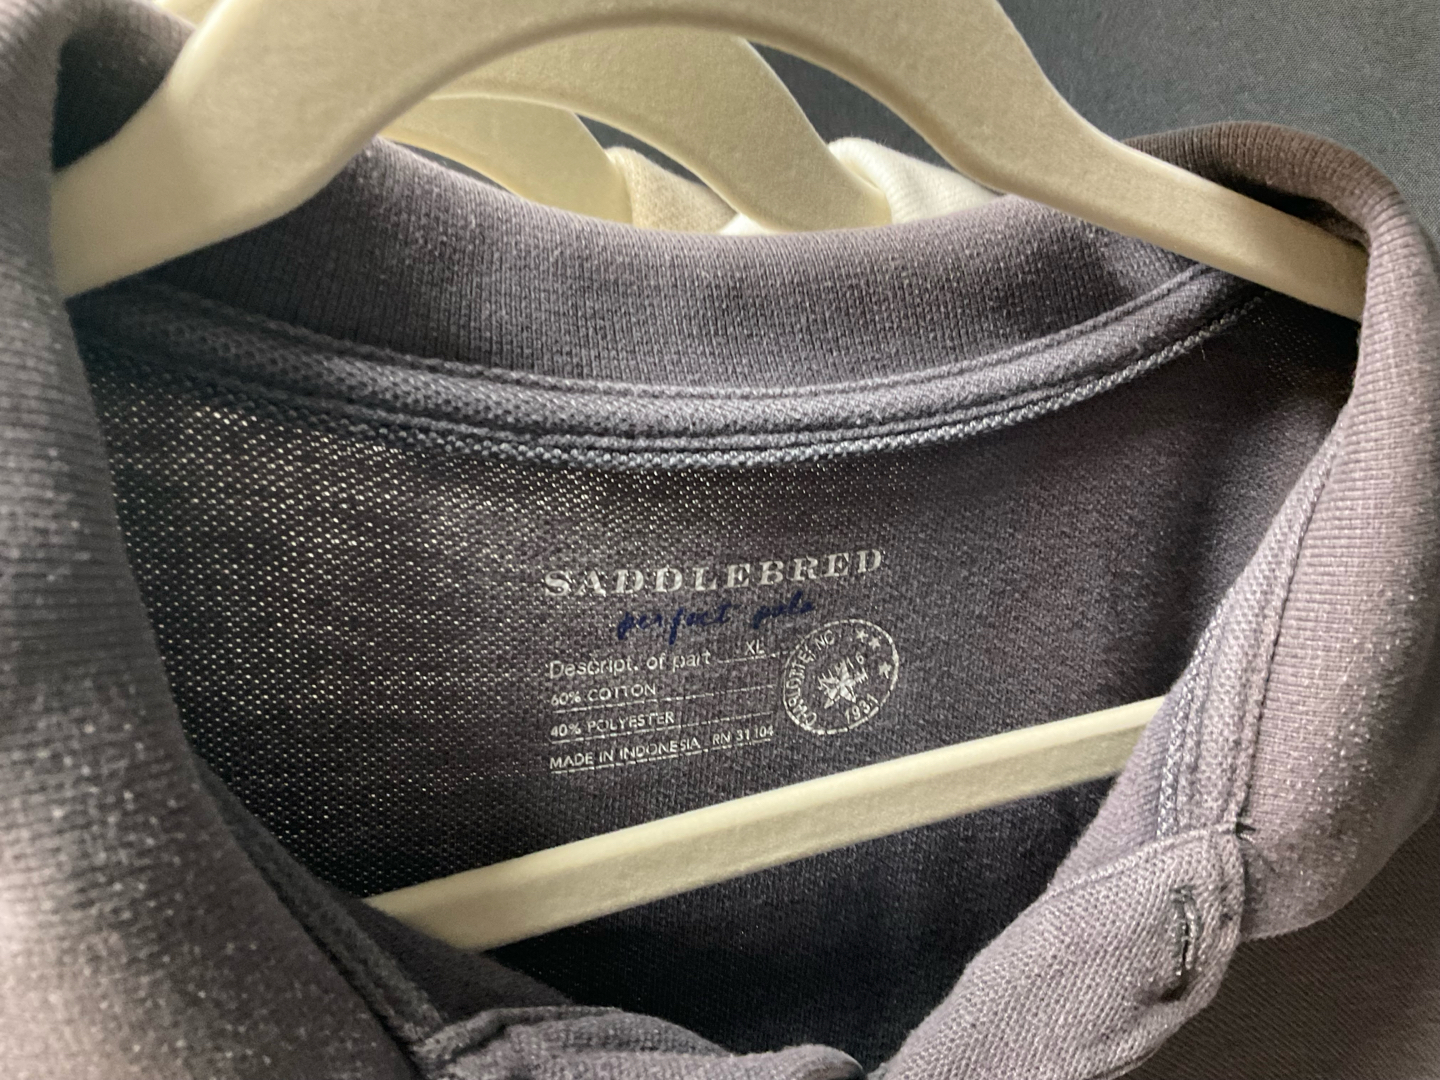 SADDLEBRED
perfect polo
Descript. of part XL
60% COTTON
40% POLYESTER
MADE IN INDONESIA RN 31104
CHARLOTTE, NC
1931